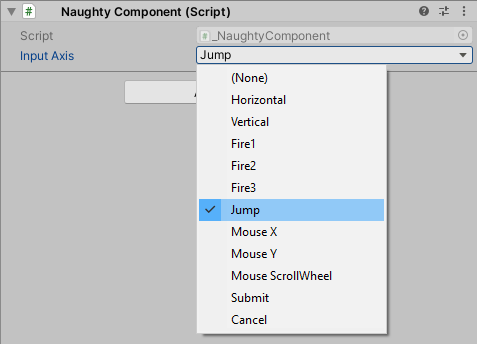 Naughty Component (Script)
Script
_NaughtyComponent
Input Axis
Jump
(None)
Horizontal
Vertical
Fire1
Fire2
Fire3
Jump
Mouse X
Mouse Y
Mouse ScrollWheel
Submit
Cancel